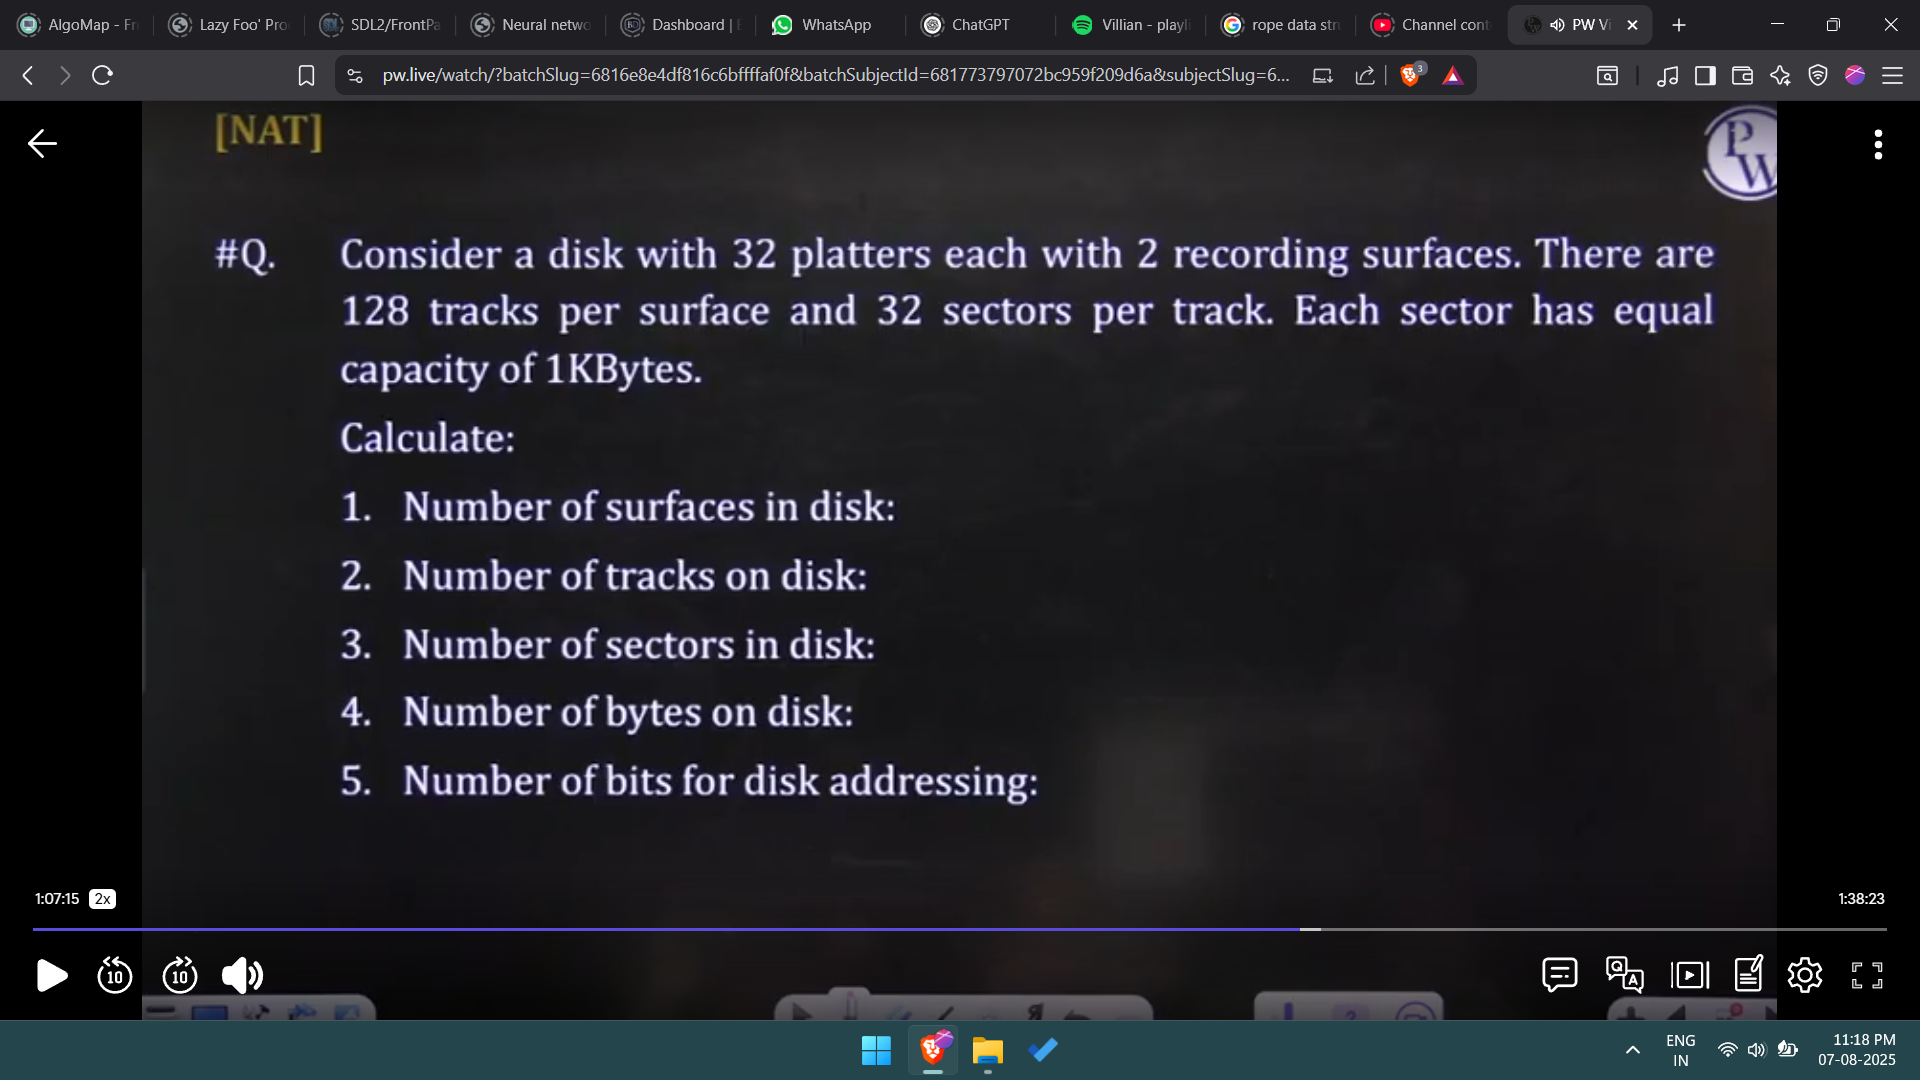 AlgoMap - Fr
Lazy Foo' Pro
SDL2/FrontPa
Neural netwo
Dashboard |
WhatsApp
ChatGPT
Villian - playli
rope data stru
Channel cont
PW Vi
pw.live/watch/?batchSlug=6816e8e4df816c6bffffaf0f&batchSubjectId=681773797072bc959f209d6a&subjectSlug=6...
3
[NAT]
PW
#Q. Consider a disk with 32 platters each with 2 recording surfaces. There are
128 tracks per surface and 32 sectors per track. Each sector has equal
capacity of 1KBytes.
Calculate:
1. Number of surfaces in disk:
2. Number of tracks on disk:
3. Number of sectors in disk:
4. Number of bytes on disk:
5. Number of bits for disk addressing:
1:07:15 2x
1:38:23
10 10
Q A
ENG
IN
11:18 PM
07-08-2025